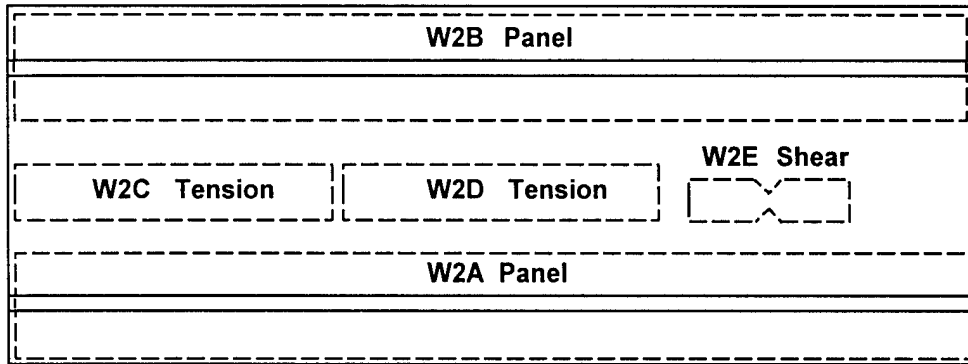 W2B Panel
W2E Shear
W2C Tension
W2D Tension
W2A Panel